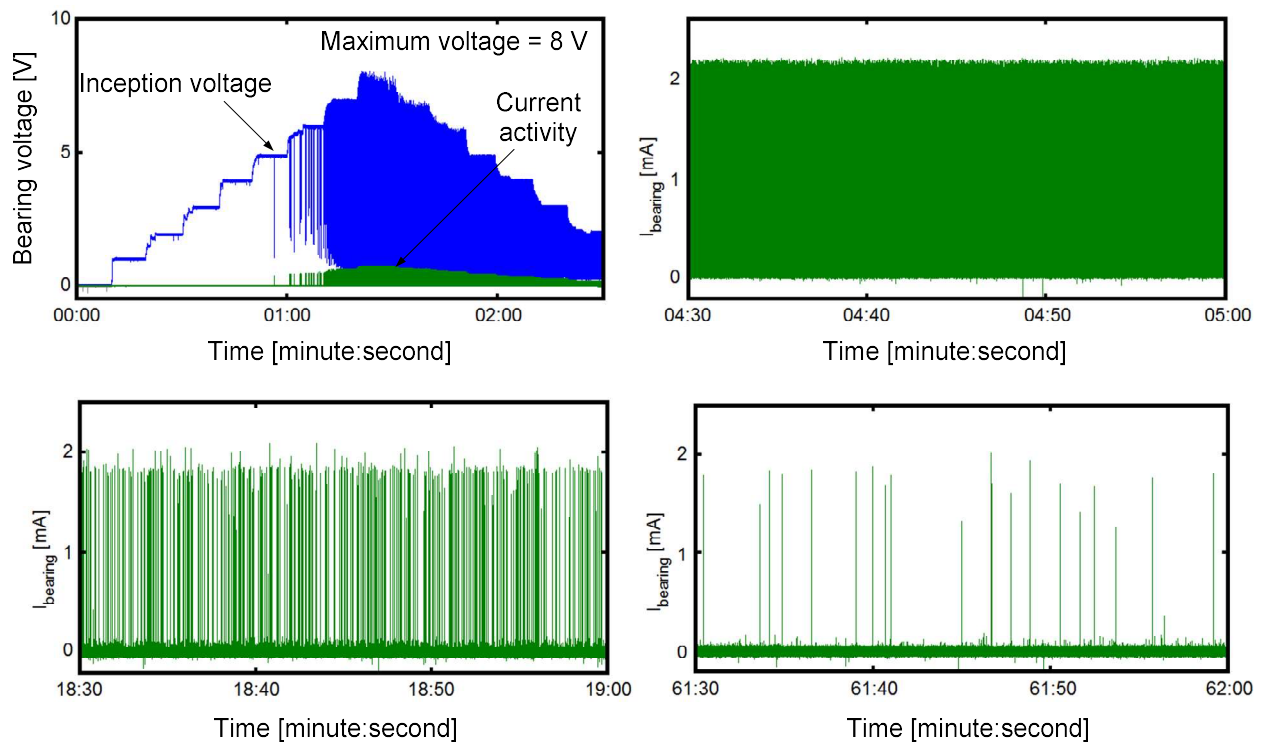 10
Maximum voltage = 8 V
Inception voltage
Current
activity
5
0
Bearing voltage [V]
00:00 01:00 02:00
Time [minute:second]
2
1
0
I bearing [mA]
04:30 04:40 04:50 05:00
Time [minute:second]
2
1
0
I bearing [mA]
18:30 18:40 18:50 19:00
Time [minute:second]
2
1
0
I bearing [mA]
61:30 61:40 61:50 62:00
Time [minute:second]